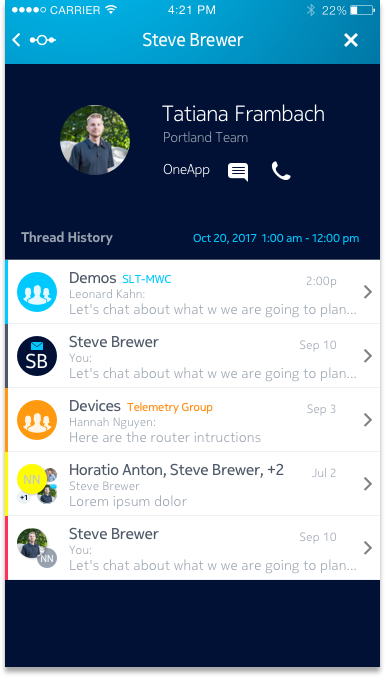 CARRIER 4:21 PM 22%
Steve Brewer
Tatiana Frambach
Portland Team
OneApp
Thread History Oct 20, 2017 1:00 am - 12:00 pm
Demos SLT-MWC 2:00p
Leonard Kahn:
Let's chat about what w we are going to plan...
SB
Steve Brewer Sep 10
You:
Let's chat about what w we are going to plan...
Devices Telemetry Group Sep 3
Hannah Nguyen:
Here are the router intructions
NN
+1
Horatio Anton, Steve Brewer, +2 Jul 2
Steve Brewer
Lorem ipsum dolor
NN
Steve Brewer Sep 10
You:
Let's chat about what w we are going to plan...